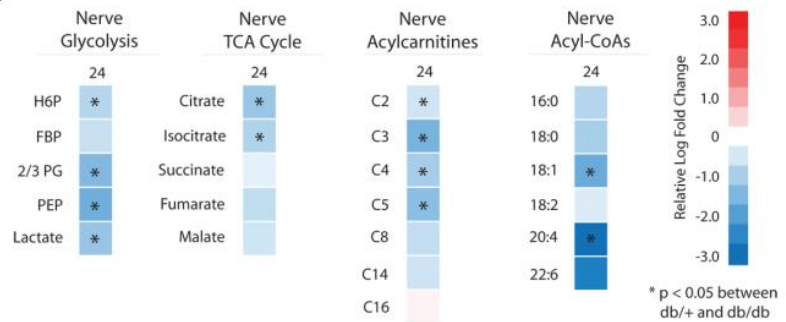 Nerve
Glycolysis
24
H6P *
FBP
2/3 PG *
PEP *
Lactate *
Nerve
TCA Cycle
24
Citrate *
Isocitrate *
Succinate
Fumarate
Malate
Nerve
Acylcarnitines
24
C2 *
C3 *
C4 *
C5 *
C8
C14
C16
Nerve
Acyl-CoAs
24
16:0
18:0
18:1 *
18:2
20:4 *
22:6
Relative Log Fold Change
3.0
2.0
1.0
0
-1.0
-2.0
-3.0
* p < 0.05 between
db/+ and db/db